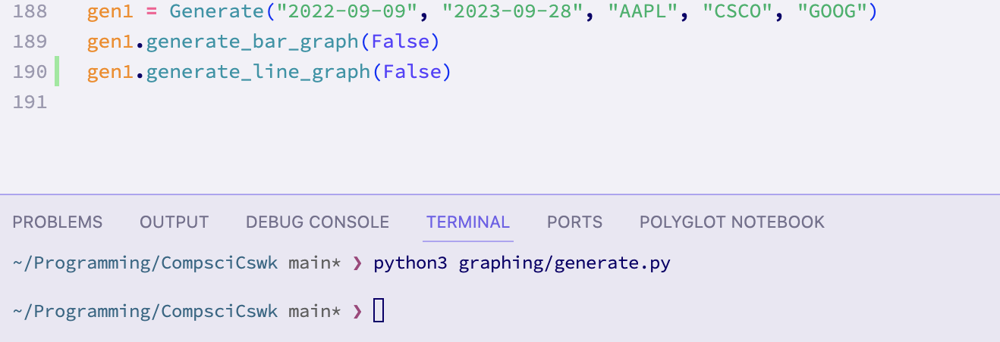 188 gen1 = Generate("2022-09-09", "2023-09-28", "AAPL", "CSCO", "GOOG")
189 gen1.generate_bar_graph(False)
190 gen1.generate_line_graph(False)
191
PROBLEMS OUTPUT DEBUG CONSOLE TERMINAL PORTS POLYGLOT NOTEBOOK
~/Programming/CompsciCswk main* ❯ python3 graphing/generate.py
~/Programming/CompsciCswk main* ❯